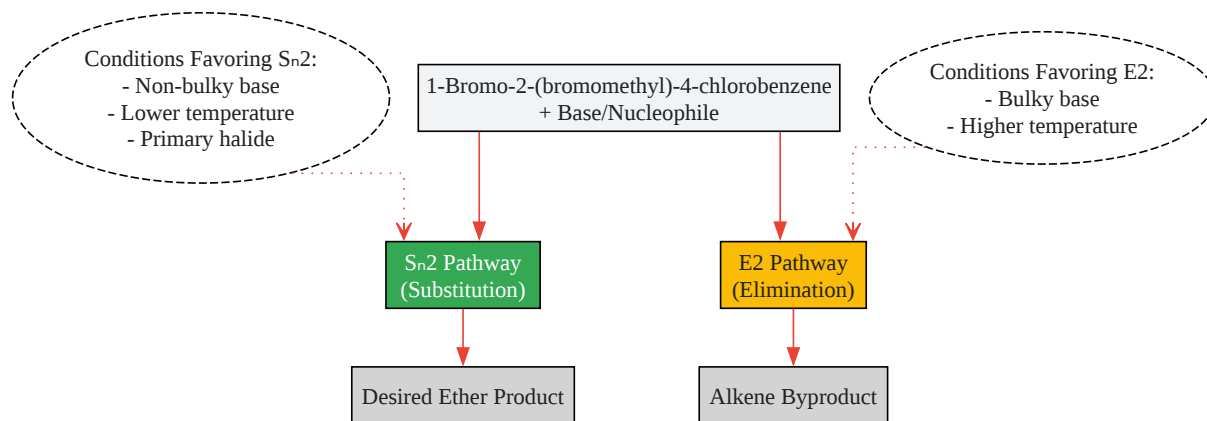 Conditions Favoring Sₙ2:
- Non-bulky base
- Lower temperature
- Primary halide
1-Bromo-2-(bromomethyl)-4-chlorobenzene
+ Base/Nucleophile
Conditions Favoring E2:
- Bulky base
- Higher temperature
Sₙ2 Pathway
(Substitution)
E2 Pathway
(Elimination)
Desired Ether Product
Alkene Byproduct